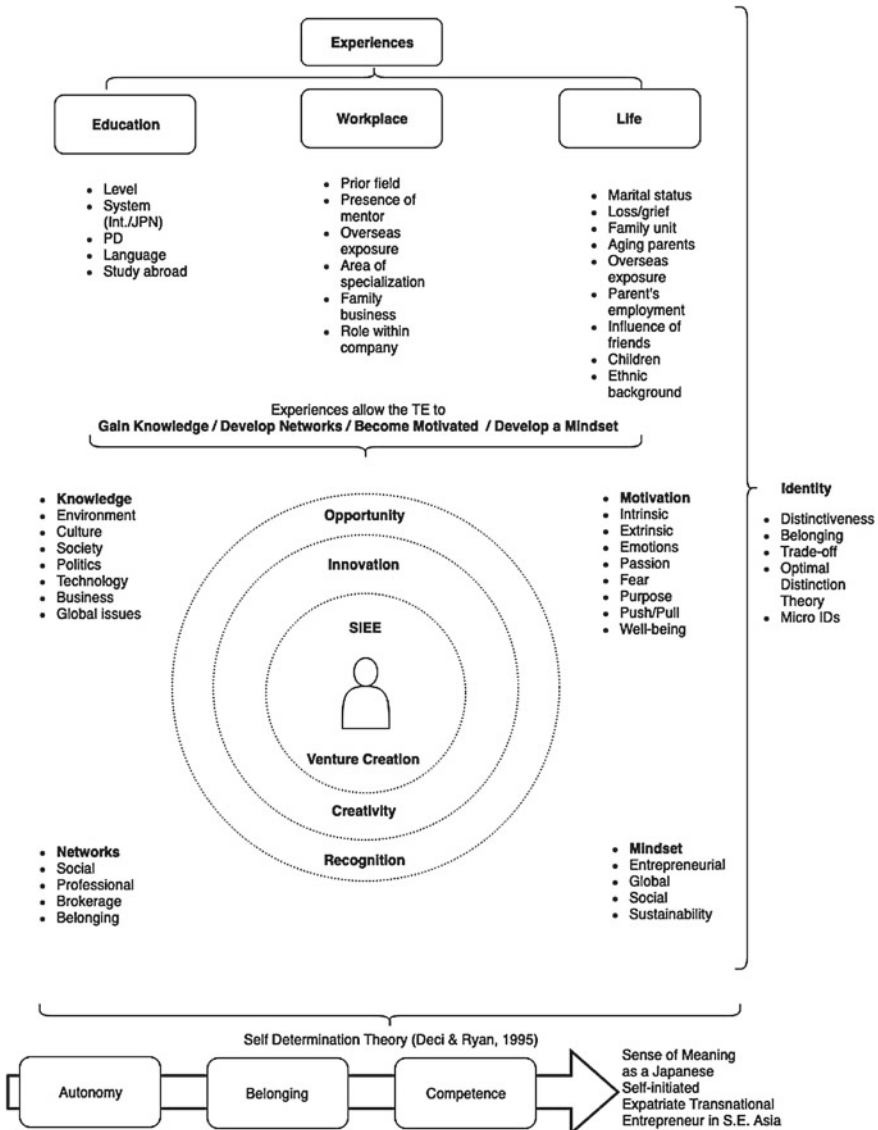 Experiences
Education
Workplace
Life
• Level
• System
(Int./JPN)
• PD
• Language
• Study abroad
• Prior field
• Presence of
mentor
• Overseas
exposure
• Area of
specialization
• Family
business
• Role within
company
• Marital status
• Loss/grief
• Family unit
• Aging parents
• Overseas
exposure
• Parent's
employment
• Influence of
friends
• Children
• Ethnic
background
Experiences allow the TE to
Gain Knowledge / Develop Networks / Become Motivated / Develop a Mindset
• Knowledge
• Environment
• Culture
• Society
• Politics
• Technology
• Business
• Global issues
Opportunity
Innovation
SIEE
Venture Creation
Creativity
Recognition
• Motivation
• Intrinsic
• Extrinsic
• Emotions
• Passion
• Fear
• Purpose
• Push/Pull
• Well-being
Identity
• Distinctiveness
• Belonging
• Trade-off
• Optimal
Distinction
Theory
• Micro IDs
• Networks
• Social
• Professional
• Brokerage
• Belonging
• Mindset
• Entrepreneurial
• Global
• Social
• Sustainability
Self Determination Theory (Deci & Ryan, 1995)
Autonomy
Belonging
Competence
Sense of Meaning
as a Japanese
Self-initiated
Expatriate Transnational
Entrepreneur in S.E. Asia